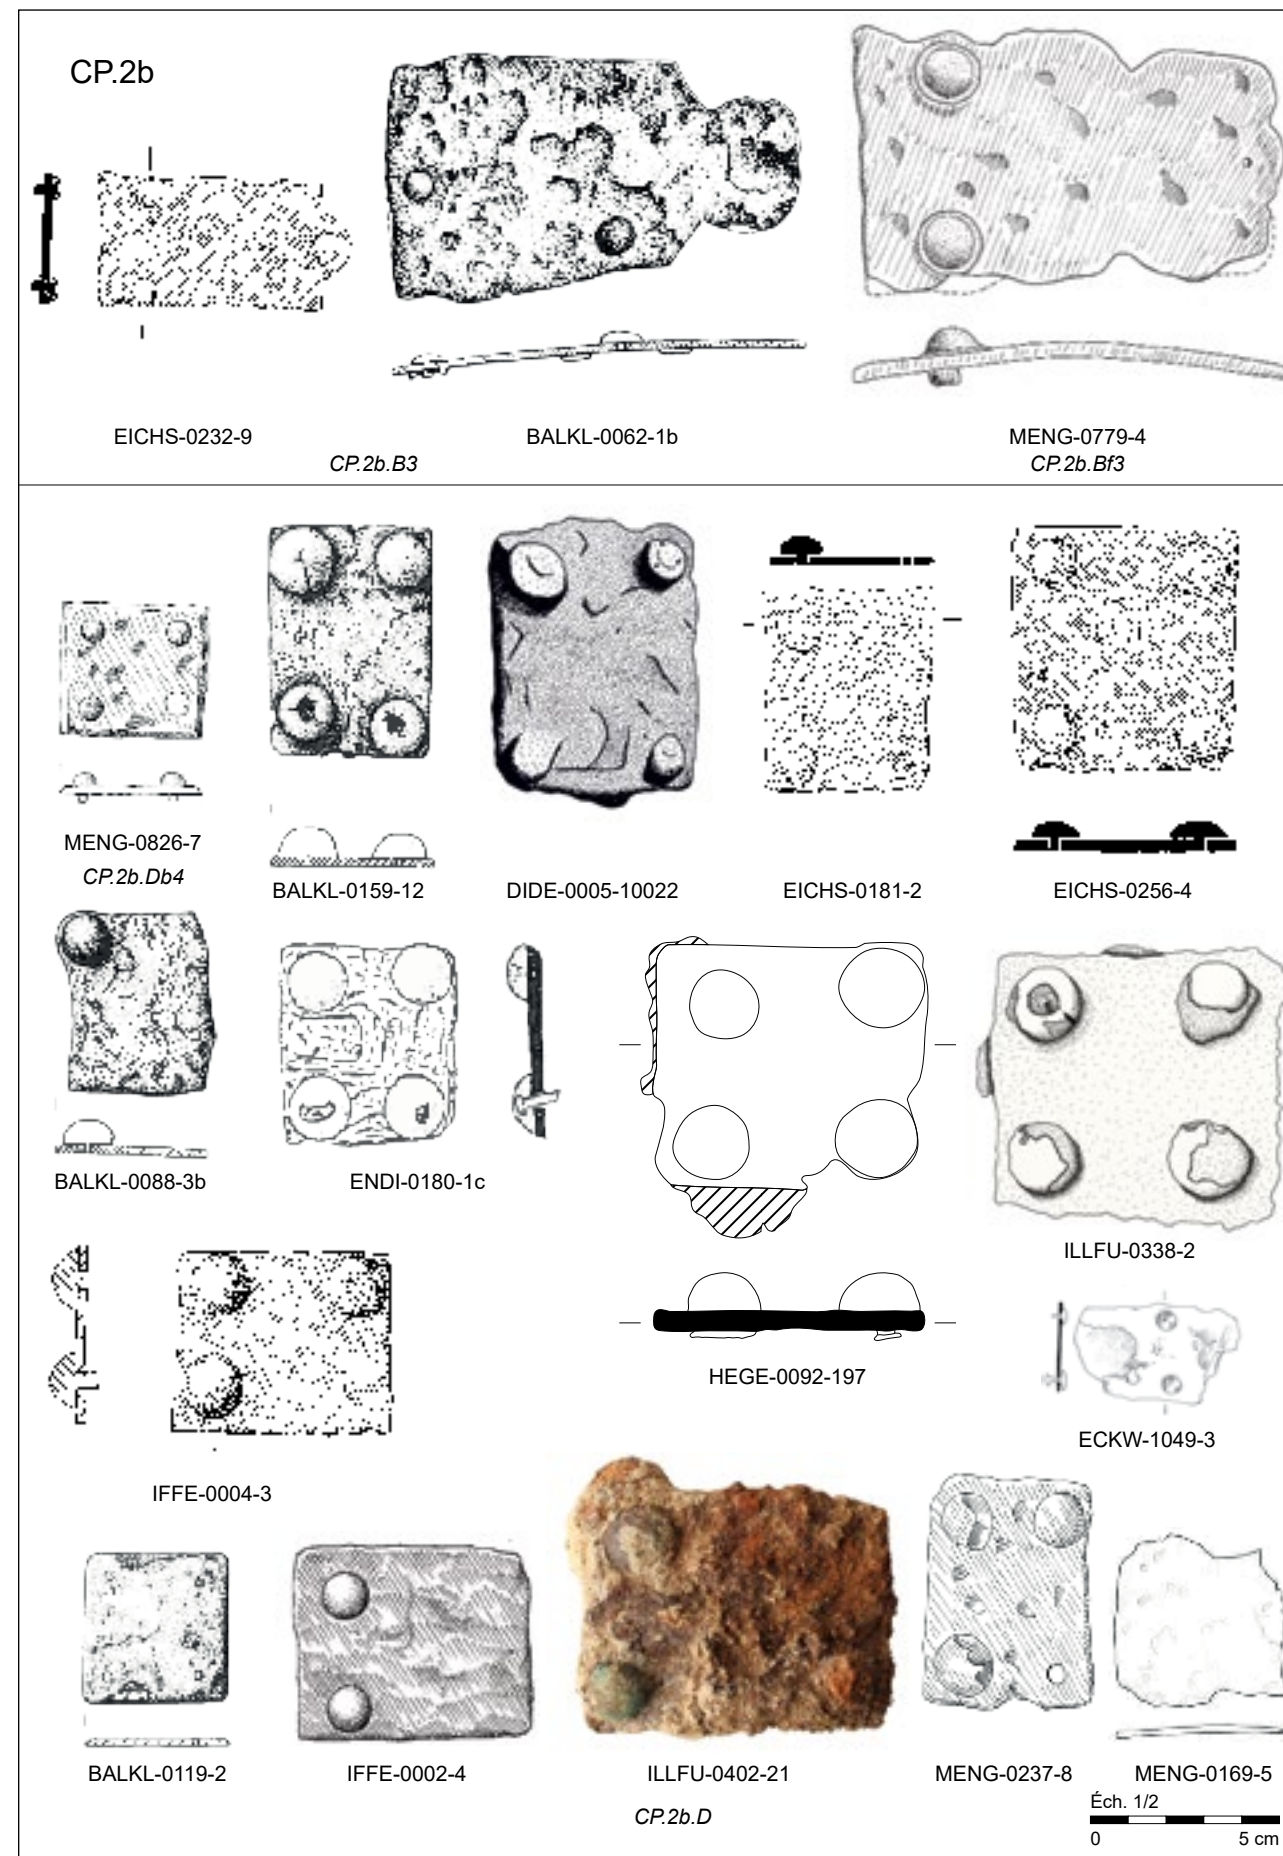 CP.2b
EICHS-0232-9
BALKL-0062-1b
MENG-0779-4
CP.2b.B3
CP.2b.Bf3
MENG-0826-7
CP.2b.Db4
BALKL-0159-12
DIDE-0005-10022
EICHS-0181-2
EICHS-0256-4
BALKL-0088-3b
ENDI-0180-1c
ILLFU-0338-2
HEGE-0092-197
ECKW-1049-3
IFFE-0004-3
BALKL-0119-2
IFFE-0002-4
ILLFU-0402-21
MENG-0237-8
MENG-0169-5
CP.2b.D
Éch. 1/2
0 5 cm